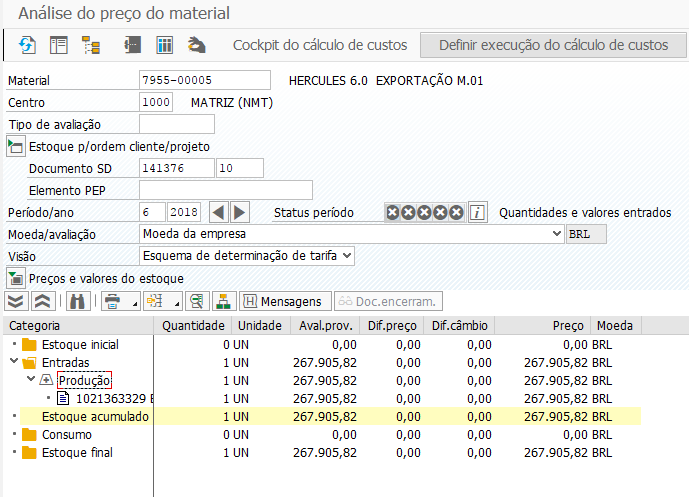 Análise do preço do material
Cockpit do cálculo de custos Definir execução do cálculo de custos
Material 7955-00005 HERCULES 6.0 EXPORTAÇÃO M.01
Centro 1000 MATRIZ (NMT)
Tipo de avaliação
Estoque p/ordem cliente/projeto
Documento SD 141376 10
Elemento PEP
Período/ano 6 2018 Status período Quantidades e valores entrados
Moeda/avaliação Moeda da empresa BRL
Visão Esquema de determinação de tarifa
Preços e valores do estoque
Mensagens Doc.encerram.
Categoria Quantidade Unidade Aval.prov. Dif.preço Dif.câmbio Preço Moeda
Estoque inicial 0 UN 0,00 0,00 0,00 0,00 BRL
Entradas 1 UN 267.905,82 0,00 0,00 267.905,82 BRL
Produção 1 UN 267.905,82 0,00 0,00 267.905,82 BRL
1021363329 1 UN 267.905,82 0,00 0,00 267.905,82 BRL
Estoque acumulado 1 UN 267.905,82 0,00 0,00 267.905,82 BRL
Consumo 0 UN 0,00 0,00 0,00 0,00 BRL
Estoque final 1 UN 267.905,82 0,00 0,00 267.905,82 BRL